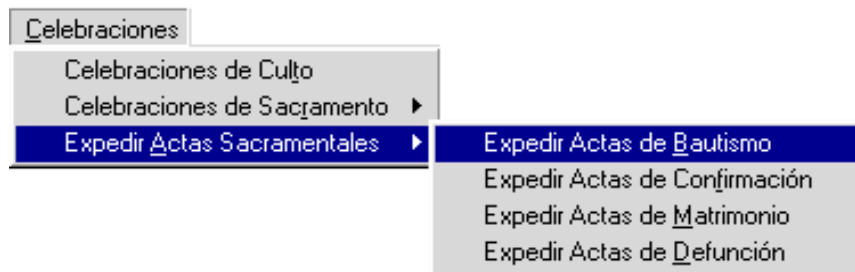 Celebraciones
Celebraciones de Culto
Celebraciones de Sacramento
Expedir Actas Sacramentales
Expedir Actas de Bautismo
Expedir Actas de Confirmación
Expedir Actas de Matrimonio
Expedir Actas de Defunción